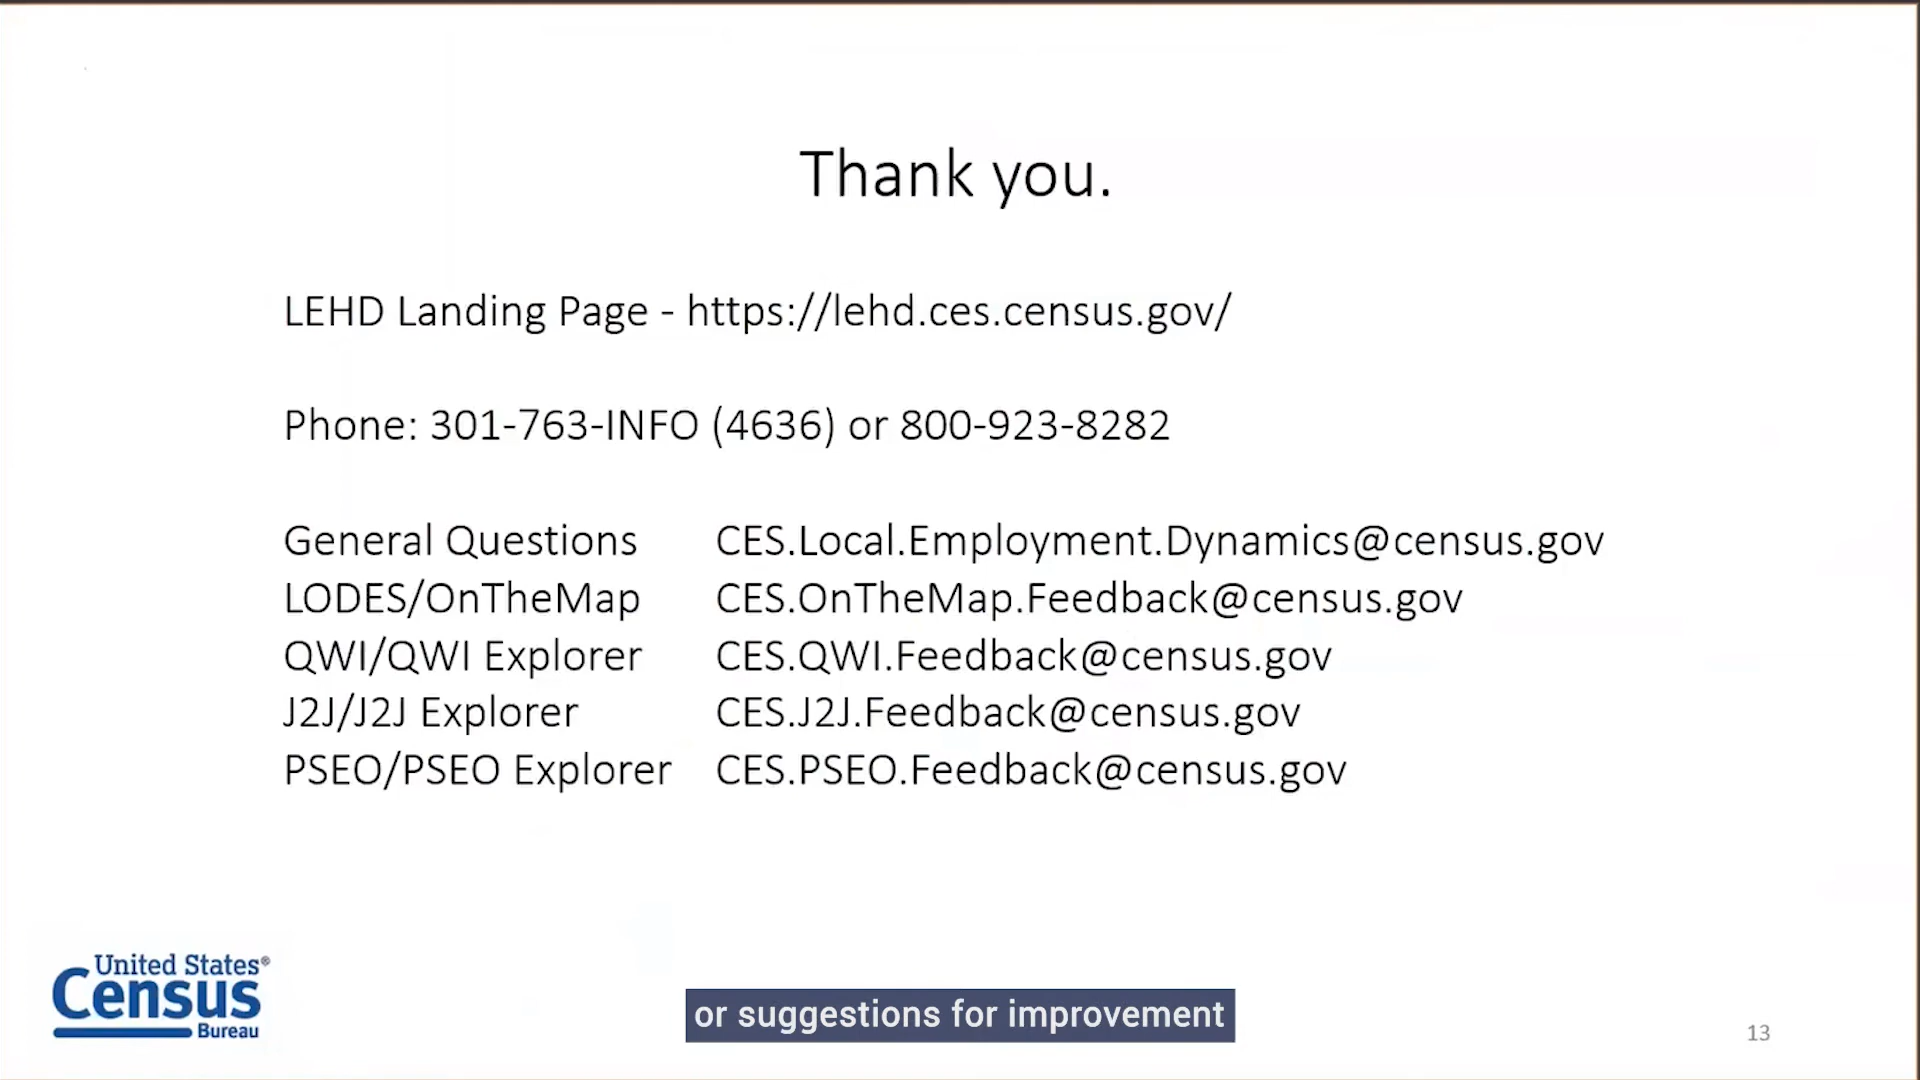 Thank you.
LEHD Landing Page - https://lehd.ces.census.gov/
Phone: 301-763-INFO (4636) or 800-923-8282
General Questions CES.Local.Employment.Dynamics@census.gov
LODES/OnTheMap CES.OnTheMap.Feedback@census.gov
QWI/QWI Explorer CES.QWI.Feedback@census.gov
J2J/J2J Explorer CES.J2J.Feedback@census.gov
PSEO/PSEO Explorer CES.PSEO.Feedback@census.gov
United States®
Census
Bureau
or suggestions for improvement
13